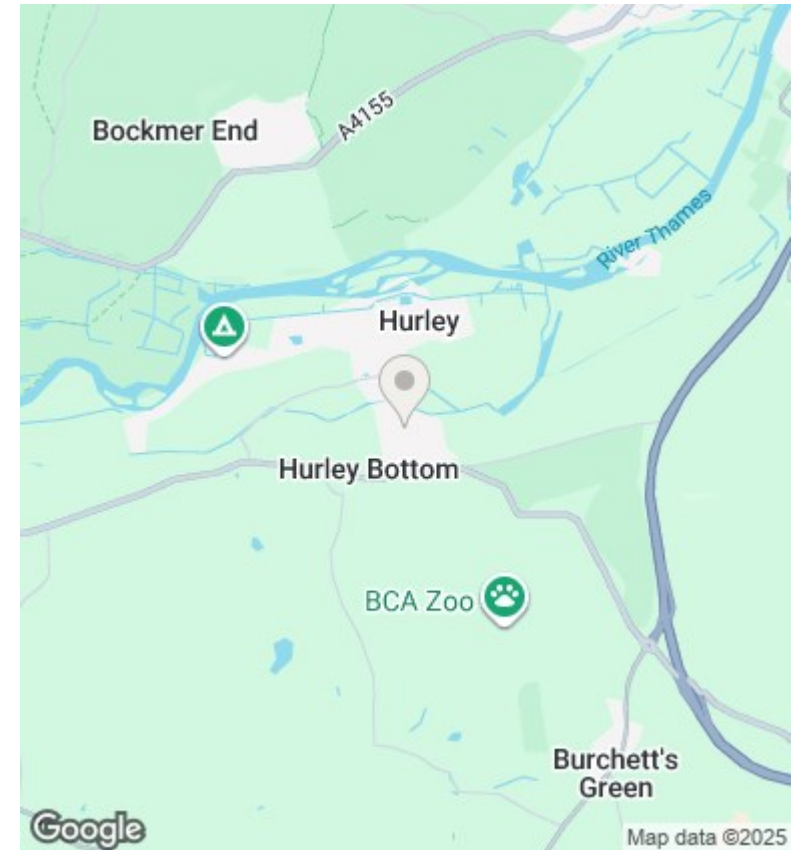 Bockmer End
A4155
River Thames
Hurley
Hurley Bottom
BCA Zoo
Burchett's
Green
Google
Map data ©2025